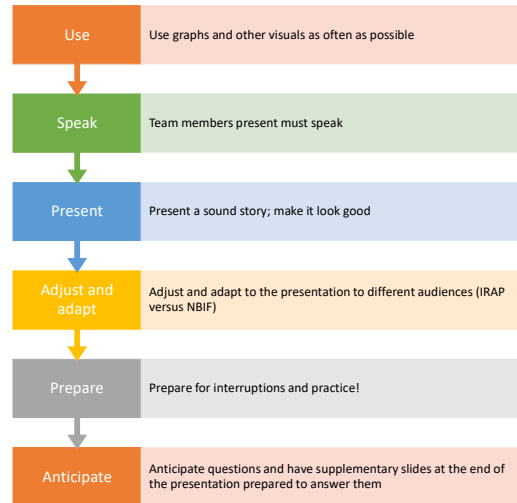 Use
Use graphs and other visuals as often as possible
Speak
Team members present must speak
Present
Present a sound story; make it look good
Adjust and
adapt
Adjust and adapt to the presentation to different audiences (IRAP
versus NBIF)
Prepare
Prepare for interruptions and practice!
Anticipate
Anticipate questions and have supplementary slides at the end of
the presentation prepared to answer them